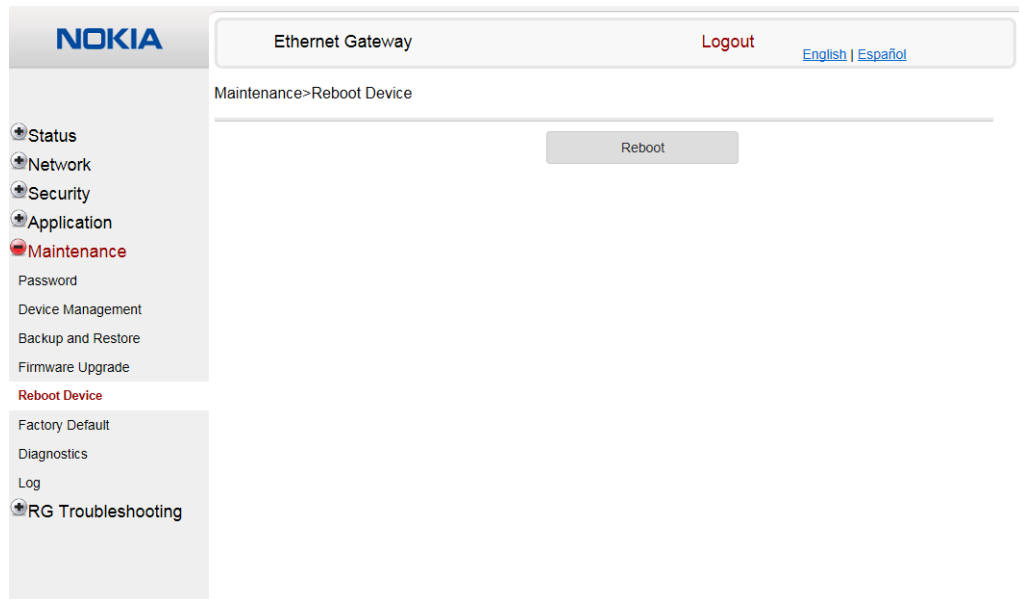 NOKIA
Ethernet Gateway
Logout
English | Español
Maintenance>Reboot Device
Reboot
Status
Network
Security
Application
Maintenance
Password
Device Management
Backup and Restore
Firmware Upgrade
Reboot Device
Factory Default
Diagnostics
Log
RG Troubleshooting